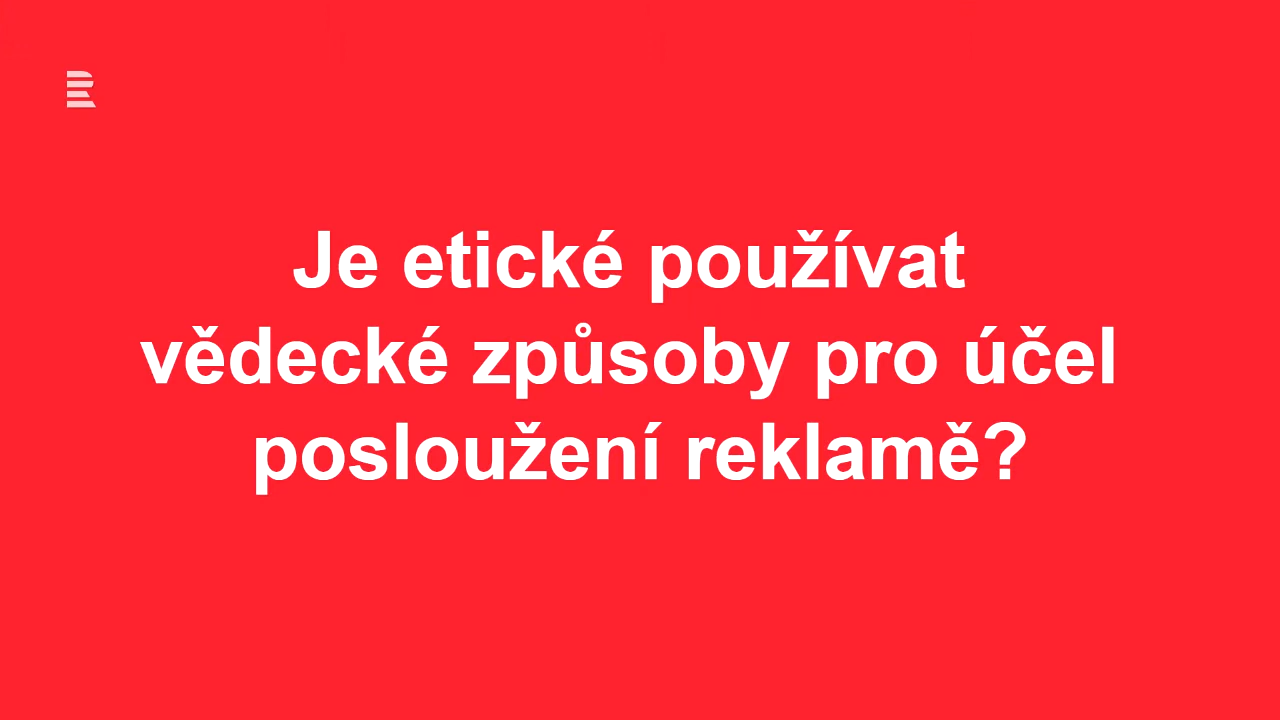 Je etické používat
vědecké způsoby pro účel
posloužení reklamě?